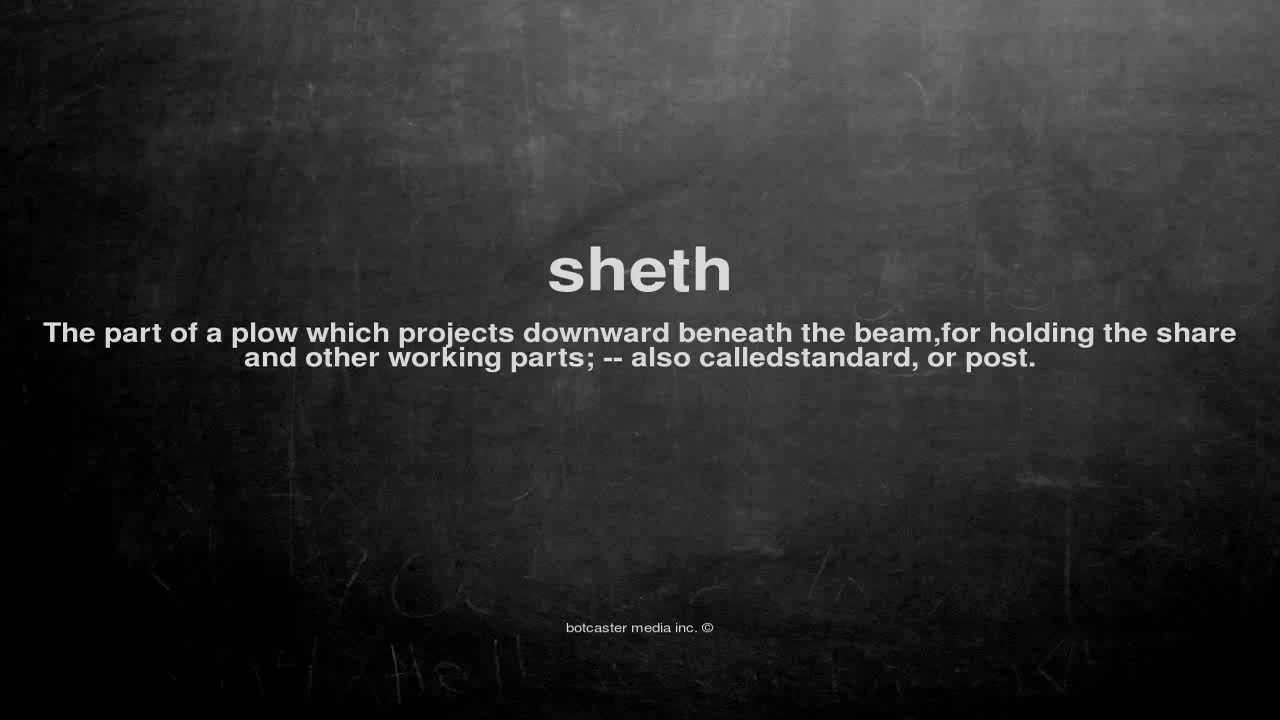 sheth
The part of a plow which projects downward beneath the beam,for holding the share
and other working parts; -- also calledstandard, or post.
botcaster media inc. ©